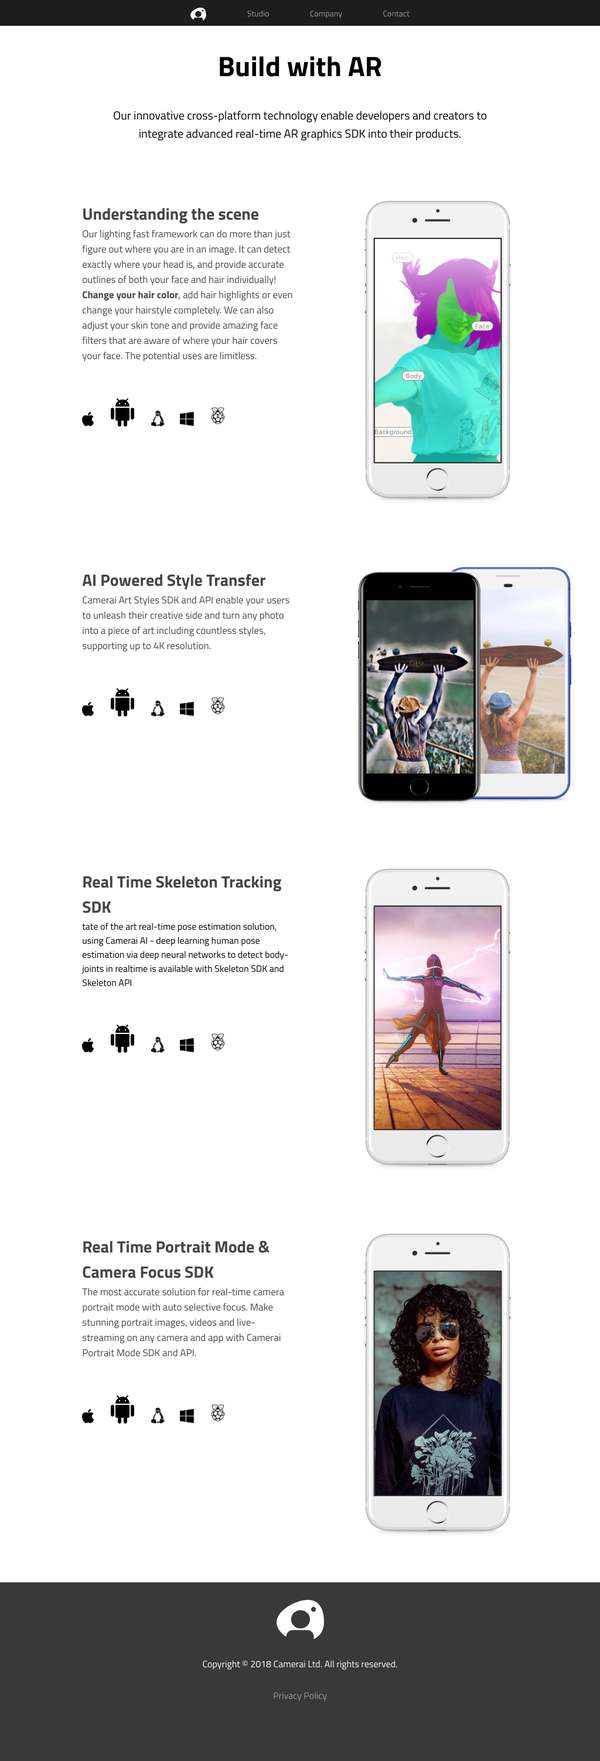 Studio
Company
Contact
Build with AR
Our innovative cross-platform technology enable developers and creators to
integrate advanced real-time AR graphics SDK into their products.
Understanding the scene
Our lighting fast framework can do more than just
figure out where you are in an image. It can detect
exactly where your head is, and provide accurate
outlines of both your face and hair individually!
Change your hair color, add hair highlights or even
change your hairstyle completely. We can also
adjust your skin tone and provide amazing face
filters that are aware of where your hair covers
your face. The potential uses are limitless.
Hair
Face
Body
Background
AI Powered Style Transfer
Camerai Art Styles SDK and API enable your users
to unleash their creative side and turn any photo
into a piece of art including countless styles,
supporting up to 4K resolution.
Real Time Skeleton Tracking
SDK
tate of the art real-time pose estimation solution,
using Camerai AI - deep learning human pose
estimation via deep neural networks to detect body-
joints in realtime is available with Skeleton SDK and
Skeleton API
Real Time Portrait Mode &
Camera Focus SDK
The most accurate solution for real-time camera
portrait mode with auto selective focus. Make
stunning portrait images, videos and live-
streaming on any camera and app with Camerai
Portrait Mode SDK and API.
Copyright © 2018 Camerai Ltd. All rights reserved.
Privacy Policy